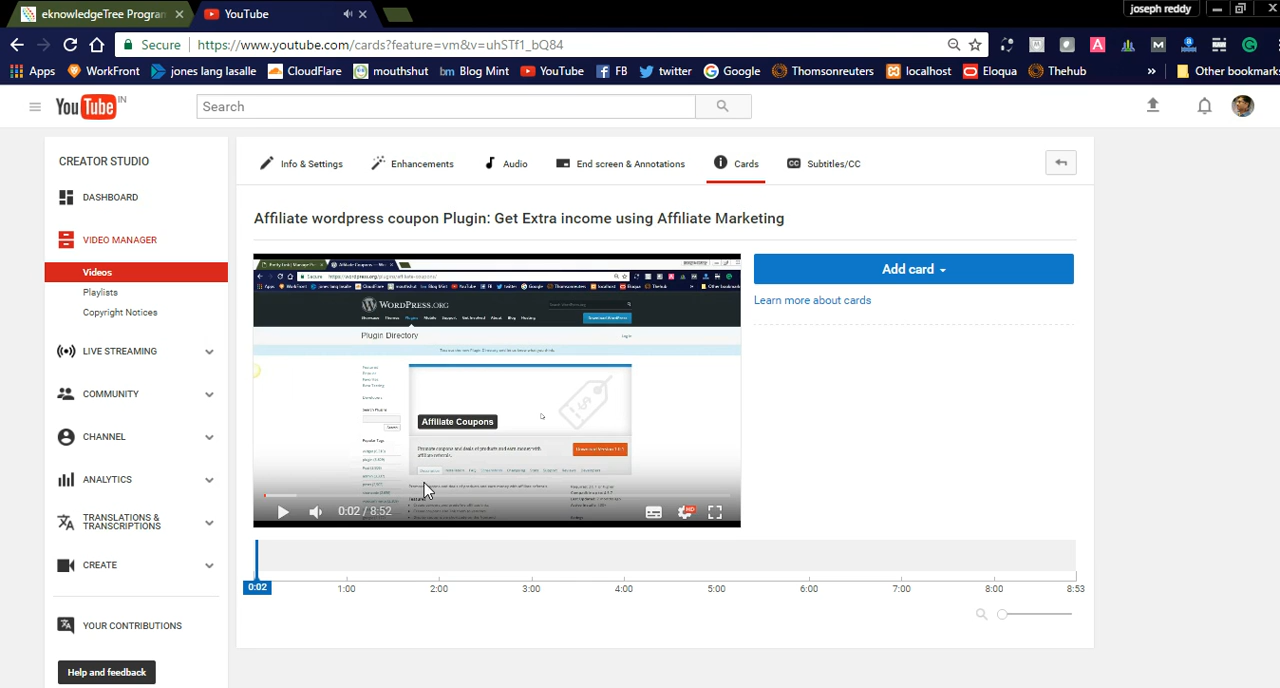 joseph reddy
eknowledgeTree Program
YouTube
Secure https://www.youtube.com/cards?feature=vm&v=uhSTf1_bQ84
Apps WorkFront jones lang lasalle CloudFlare mouthshut bm Blog Mint YouTube FB twitter Google Thomsonreuters localhost Eloqua Thehub » Other bookmarks
YouTube IN
Search
CREATOR STUDIO
DASHBOARD
VIDEO MANAGER
Videos
Playlists
Copyright Notices
LIVE STREAMING
COMMUNITY
CHANNEL
ANALYTICS
TRANSLATIONS &
TRANSCRIPTIONS
CREATE
YOUR CONTRIBUTIONS
Help and feedback
Info & Settings Enhancements Audio End screen & Annotations Cards CC Subtitles/CC
Affiliate wordpress coupon Plugin: Get Extra income using Affiliate Marketing
WORDPRESS.ORG
Plugin Directory
Affiliate Coupons
0:02 / 8:52
HD
Add card
Learn more about cards
0:02 1:00 2:00 3:00 4:00 5:00 6:00 7:00 8:00 8:53